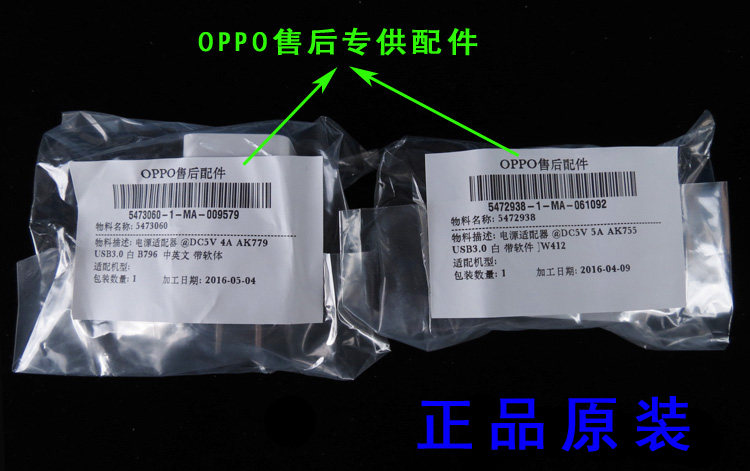 OPPO售后专供配件
OPPO售后配件
5473060-1-MA-009579
物料名称: 5473060
物料描述: 电源适配器 @DC5V 4A AK779
USB3.0 白 B796 中英文 带软体
适配机型:
包装数量: 1 加工日期: 2016-05-04
OPPO售后配件
5472938-1-MA-061092
物料名称: 5472938
物料描述: 电源适配器 @DC5V 5A AK755
USB3.0 白 带软件 JW412
适配机型:
包装数量: 1 加工日期: 2016-04-09
正品原装